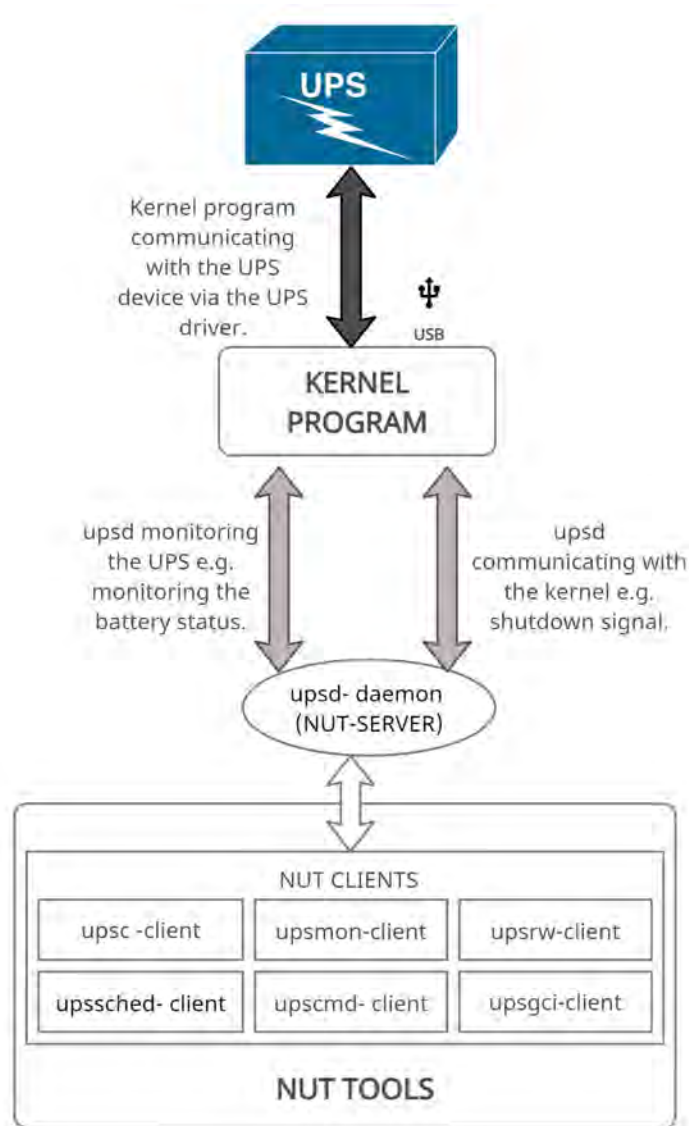 UPS
Kernel program
communicating
with the UPS
device via the UPS
driver.
USB
KERNEL
PROGRAM
upsd monitoring
the UPS e.g.
monitoring the
battery status.
upsd
communicating with
the kernel e.g.
shutdown signal.
upsd- daemon
(NUT-SERVER)
NUT CLIENTS
upsc -client
upsmon-client
upsrw-client
upssched- client
upscmd- client
upsgci-client
NUT TOOLS